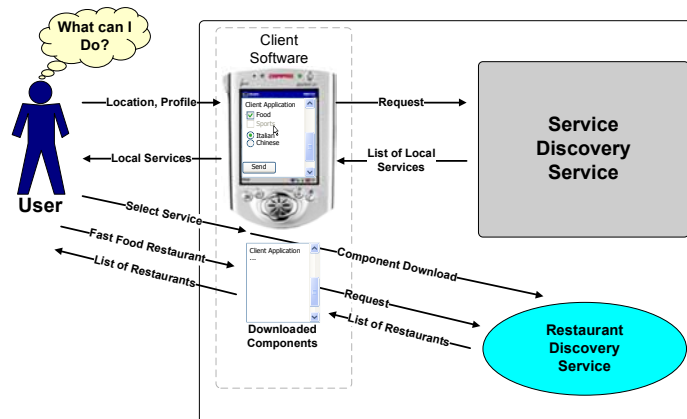 What can I
Do?
Client
Software
Location, Profile
Request
Client Application
Food
Sports
Italian
Chinese
Send
Local Services
List of Local
Services
Service
Discovery
Service
User
Select Service
Fast Food Restaurant
List of Restaurants
Client Application
...
Component Download
Request
List of Restaurants
Downloaded
Components
Restaurant
Discovery
Service